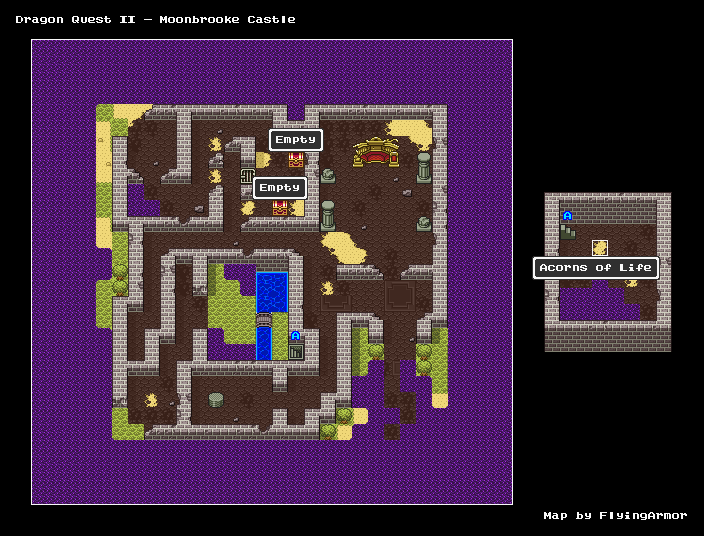 Dragon Quest II – Moonbrooke Castle
Empty
Empty
A
Acorns of Life
A
Map by FlyingArmor